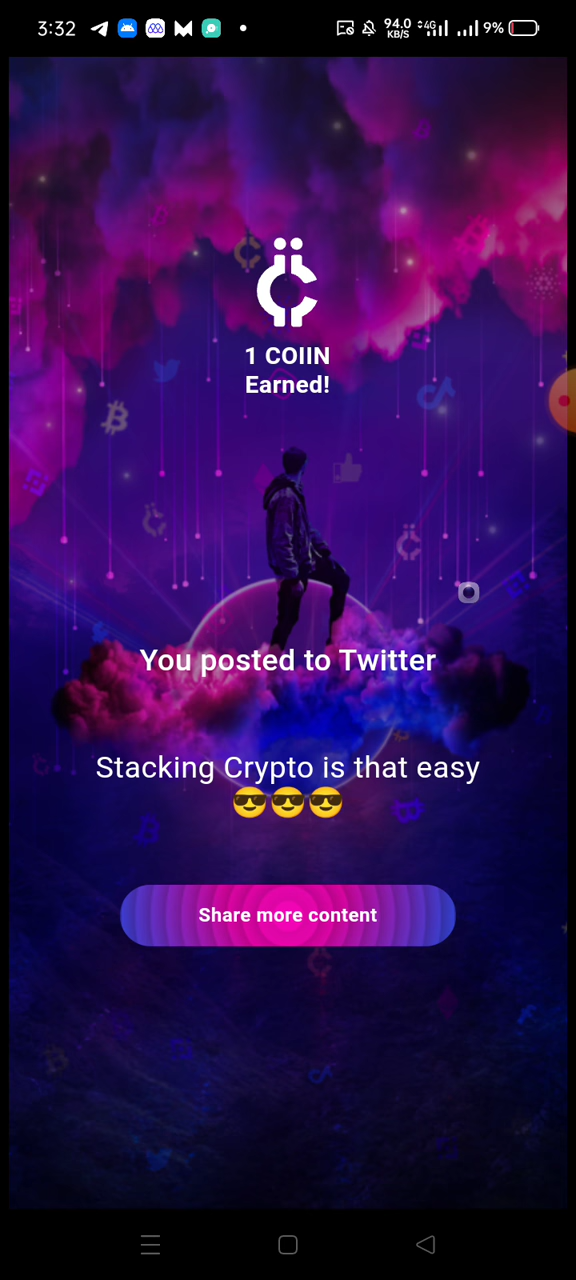 3:32
94.0
KB/S
4G
9%
1 COIIN
Earned!
You posted to Twitter
Stacking Crypto is that easy
😎😎😎
Share more content